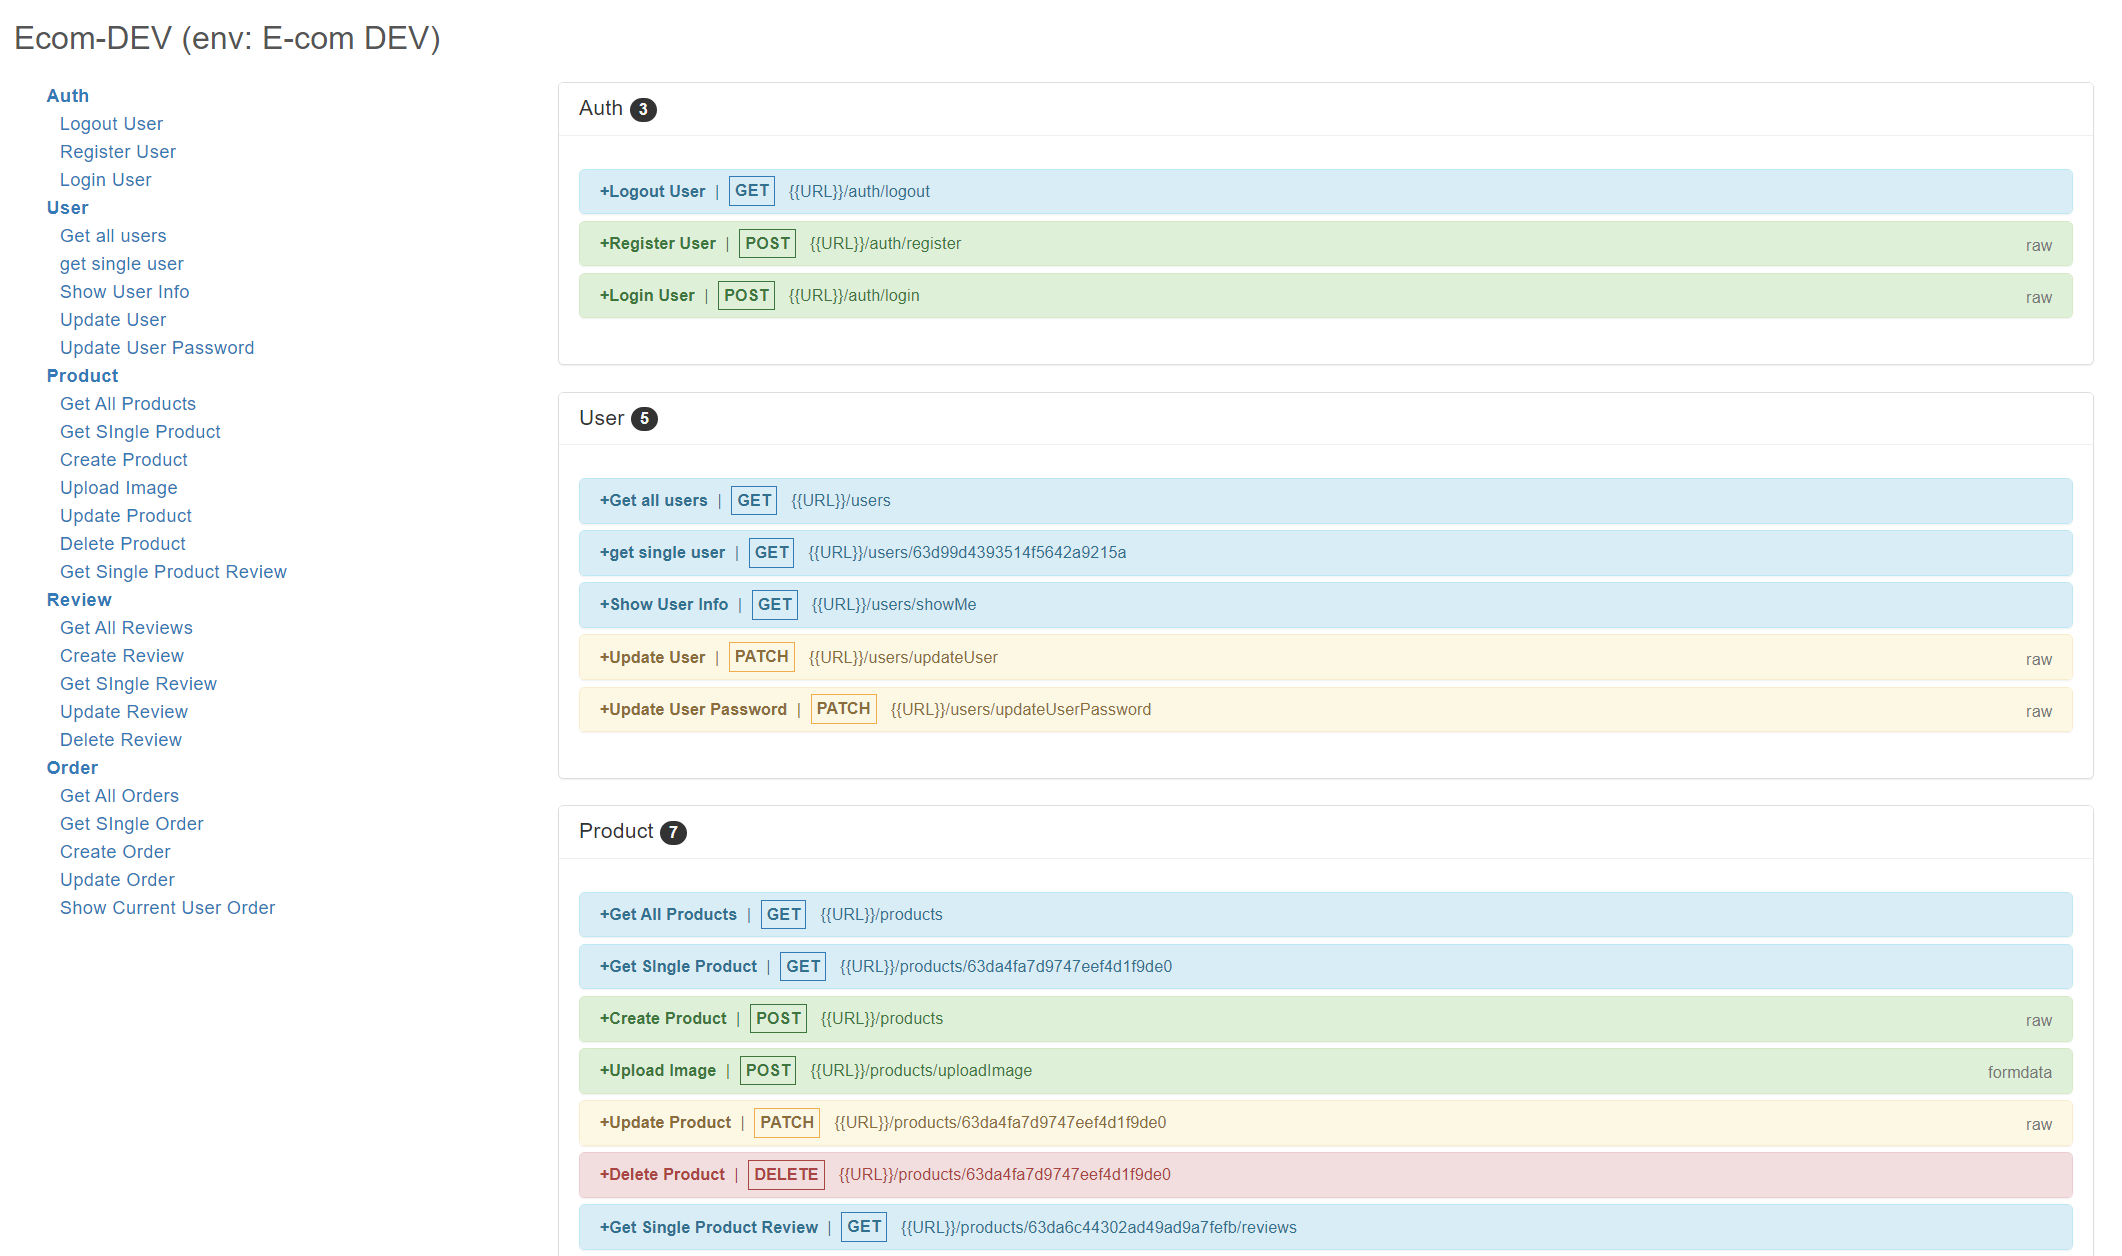 Ecom-DEV (env: E-com DEV)
Auth
Logout User
Register User
Login User
User
Get all users
get single user
Show User Info
Update User
Update User Password
Product
Get All Products
Get SIngle Product
Create Product
Upload Image
Update Product
Delete Product
Get Single Product Review
Review
Get All Reviews
Create Review
Get SIngle Review
Update Review
Delete Review
Order
Get All Orders
Get SIngle Order
Create Order
Update Order
Show Current User Order
Auth 3
+Logout User | GET {{URL}}/auth/logout
+Register User | POST {{URL}}/auth/register raw
+Login User | POST {{URL}}/auth/login raw
User 5
+Get all users | GET {{URL}}/users
+get single user | GET {{URL}}/users/63d99d4393514f5642a9215a
+Show User Info | GET {{URL}}/users/showMe
+Update User | PATCH {{URL}}/users/updateUser raw
+Update User Password | PATCH {{URL}}/users/updateUserPassword raw
Product 7
+Get All Products | GET {{URL}}/products
+Get SIngle Product | GET {{URL}}/products/63da4fa7d9747eef4d1f9de0
+Create Product | POST {{URL}}/products raw
+Upload Image | POST {{URL}}/products/uploadImage formdata
+Update Product | PATCH {{URL}}/products/63da4fa7d9747eef4d1f9de0 raw
+Delete Product | DELETE {{URL}}/products/63da4fa7d9747eef4d1f9de0
+Get Single Product Review | GET {{URL}}/products/63da6c44302ad49ad9a7fefb/reviews